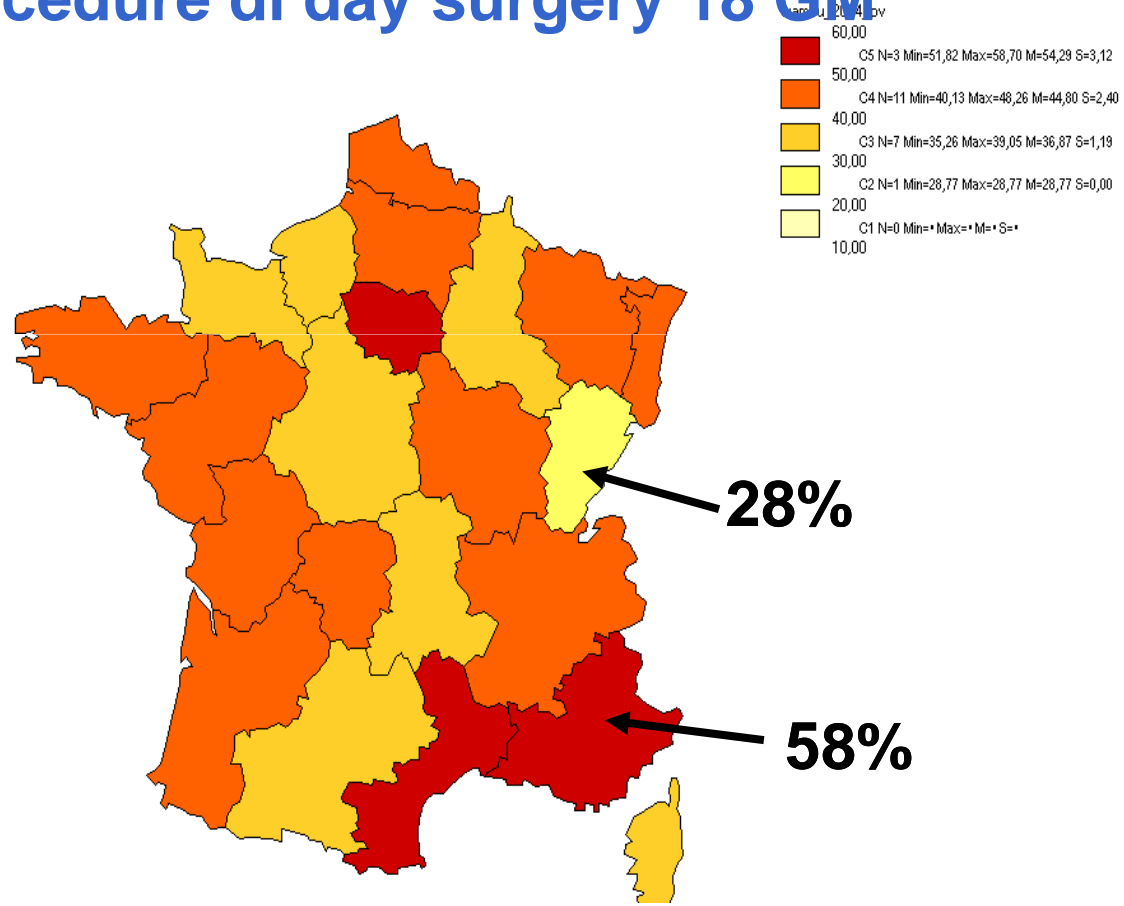 cedure di day surgery 18 GM
60,00
C5 N=3 Min=51,82 Max=58,70 M=54,29 S=3,12
50,00
C4 N=11 Min=40,13 Max=48,26 M=44,80 S=2,40
40,00
C3 N=7 Min=35,26 Max=39,05 M=36,87 S=1,19
30,00
C2 N=1 Min=28,77 Max=28,77 M=28,77 S=0,00
20,00
C1 N=0 Min=• Max=• M=• S=•
10,00
28%
58%